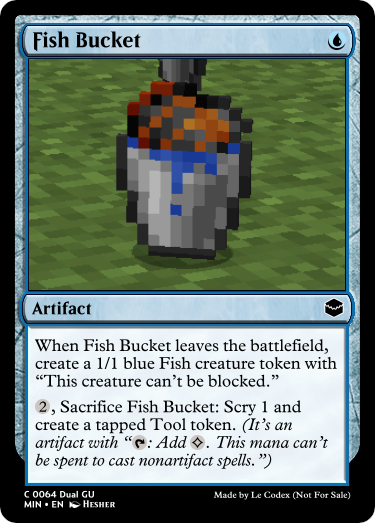 Fish Bucket
Artifact
When Fish Bucket leaves the battlefield,
create a 1/1 blue Fish creature token with
“This creature can’t be blocked.”
2, Sacrifice Fish Bucket: Scry 1 and
create a tapped Tool token. (It’s an
artifact with “: Add . This mana can’t
be spent to cast nonartifact spells.”)
C 0064 Dual GU
MIN • EN Hesher
Made by Le Codex (Not For Sale)